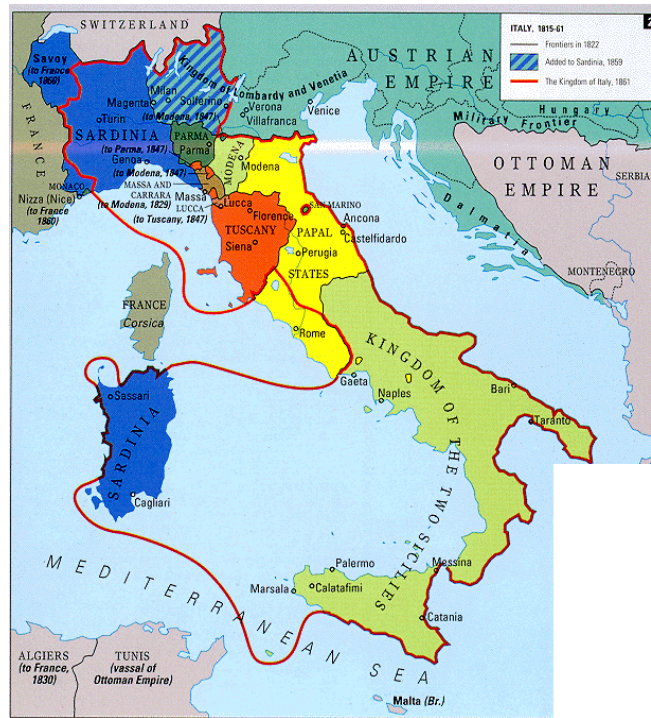 SWITZERLAND
2
ITALY, 1815-61
Frontiers in 1822
Added to Sardinia, 1859
The Kingdom of Italy, 1861
Savoy
(to France
1860)
AUSTRIAN
EMPIRE
Kingdom of Lombardy and Venetia
Milan
Magenta
Solferino
(to Modena, 1847)
Verona
Villafranca
Venice
Turin
SARDINIA
(to Parma, 1847)
Genoa
(to Modena, 1847)
PARMA
Parma
MODENA
Modena
Hungary
Military Frontier
FRANCE
MONACO
Nizza (Nice)
(to France
1860)
MASSA AND
CARRARA
(to Modena, 1829)
Massa
LUCCA
(to Tuscany, 1847)
Lucca
Florence
TUSCANY
Siena
SAN MARINO
Ancona
Castelfidardo
PAPAL
STATES
Perugia
Rome
OTTOMAN
EMPIRE
SERBIA
Dalmatia
MONTENEGRO
FRANCE
Corsica
KINGDOM OF THE TWO SICILIES
Gaeta
Naples
Bari
Taranto
Sassari
SARDINIA
Cagliari
MEDITERRANEAN SEA
Palermo
Messina
Marsala
Calatafimi
Catania
ALGIERS
(to France,
1830)
TUNIS
(vassal of
Ottoman Empire)
Malta (Br.)